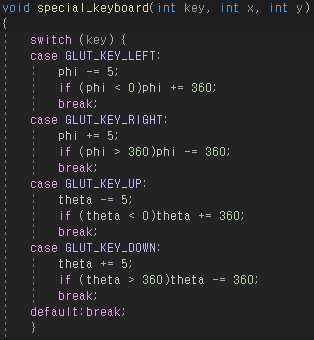 void special_keyboard(int key, int x, int y)
{
    switch (key) {
    case GLUT_KEY_LEFT:
        phi -= 5;
        if (phi < 0)phi += 360;
        break;
    case GLUT_KEY_RIGHT:
        phi += 5;
        if (phi > 360)phi -= 360;
        break;
    case GLUT_KEY_UP:
        theta -= 5;
        if (theta < 0)theta += 360;
        break;
    case GLUT_KEY_DOWN:
        theta += 5;
        if (theta > 360)theta -= 360;
        break;
    default:break;
    }